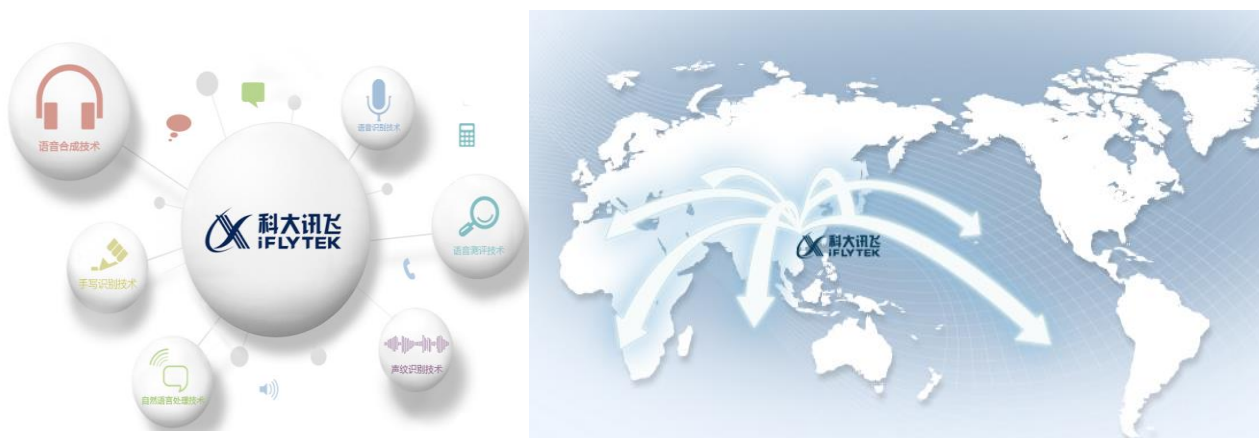 语音合成技术
语音识别技术
科大讯飞
iFLYTEK
语音测评技术
手写识别技术
声纹识别技术
自然语言处理技术
科大讯飞
iFLYTEK